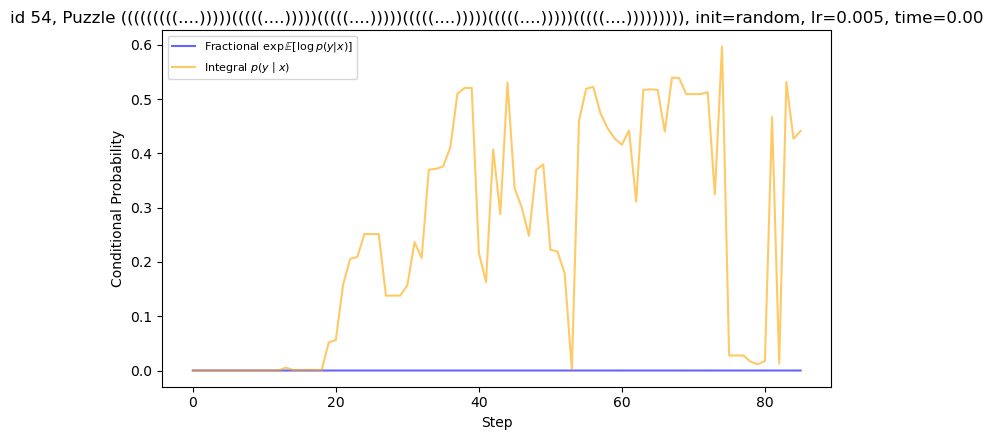 id 54, Puzzle (((((((((....)))))(((((....)))))(((((....)))))(((((....)))))(((((....)))))(((((....))))))))), init=random, lr=0.005, time=0.00
Fractional exp𝔼[log p(y|x)]
Integral p(y | x)
0.6
0.5
0.4
0.3
0.2
0.1
0.0
Conditional Probability
0 20 40 60 80
Step